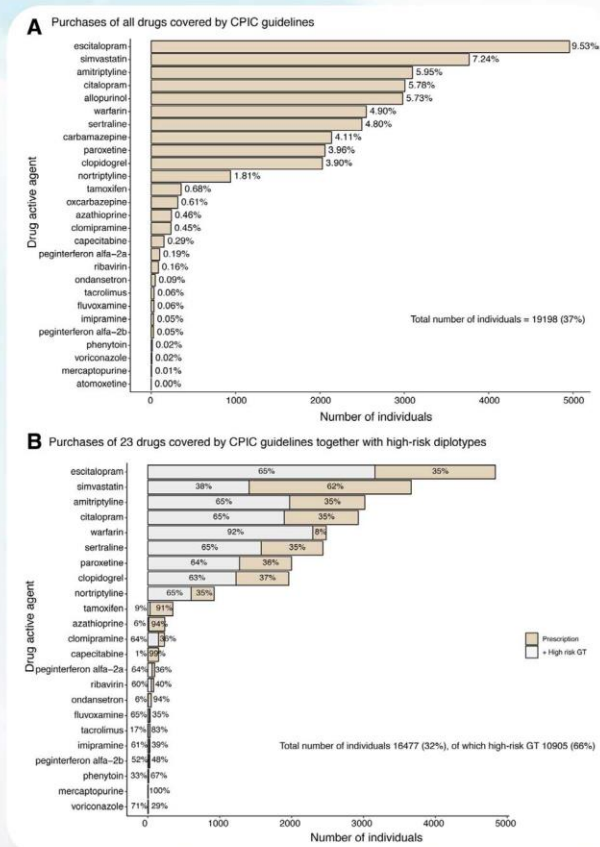 A Purchases of all drugs covered by CPIC guidelines
Drug active agent
escitalopram 9.53%
simvastatin 7.24%
amitriptyline 5.95%
citalopram 5.78%
allopurinol 5.73%
warfarin 4.90%
sertraline 4.80%
carbamazepine 4.11%
paroxetine 3.96%
clopidogrel 3.90%
nortriptyline 1.81%
tamoxifen 0.68%
oxcarbazepine 0.61%
azathioprine 0.46%
clomipramine 0.45%
capecitabine 0.29%
peginterferon alfa−2a 0.19%
ribavirin 0.16%
ondansetron 0.09%
tacrolimus 0.06%
fluvoxamine 0.06%
imipramine 0.05%
Total number of individuals = 19198 (37%)
peginterferon alfa−2b 0.05%
phenytoin 0.02%
voriconazole 0.02%
mercaptopurine 0.01%
atomoxetine 0.00%
0 1000 2000 3000 4000 5000
Number of individuals
B Purchases of 23 drugs covered by CPIC guidelines together with high-risk diplotypes
Drug active agent
escitalopram 65% 35%
simvastatin 38% 62%
amitriptyline 65% 35%
citalopram 65% 35%
warfarin 92% 8%
sertraline 65% 35%
paroxetine 64% 36%
clopidogrel 63% 37%
nortriptyline 65% 35%
tamoxifen 9% 91%
azathioprine 6% 94%
clomipramine 64% 36%
capecitabine 1% 99%
peginterferon alfa−2a 64% 36%
ribavirin 60% 40%
ondansetron 6% 94%
fluvoxamine 65% 35%
tacrolimus 17% 83%
imipramine 61% 39%
peginterferon alfa−2b 52% 48%
phenytoin 33% 67%
mercaptopurine 100%
voriconazole 71% 29%
Prescription
+ High risk GT
Total number of individuals 16477 (32%), of which high-risk GT 10905 (66%)
0 1000 2000 3000 4000 5000
Number of individuals